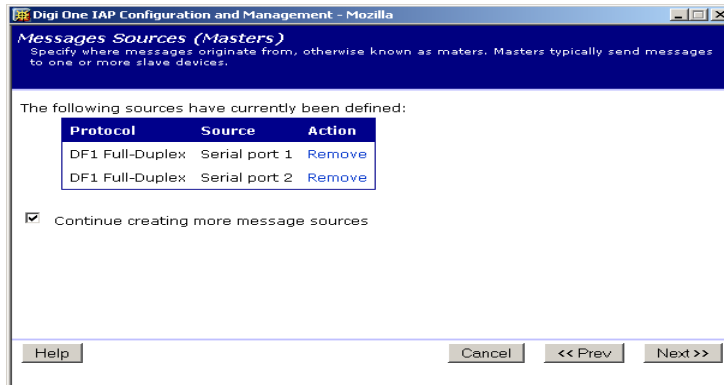 Digi One IAP Configuration and Management - Mozilla
Messages Sources (Masters)
Specify where messages originate from, otherwise known as maters. Masters typically send messages
to one or more slave devices.
The following sources have currently been defined:
Protocol Source Action
DF1 Full-Duplex Serial port 1 Remove
DF1 Full-Duplex Serial port 2 Remove
Continue creating more message sources
Help Cancel << Prev Next >>